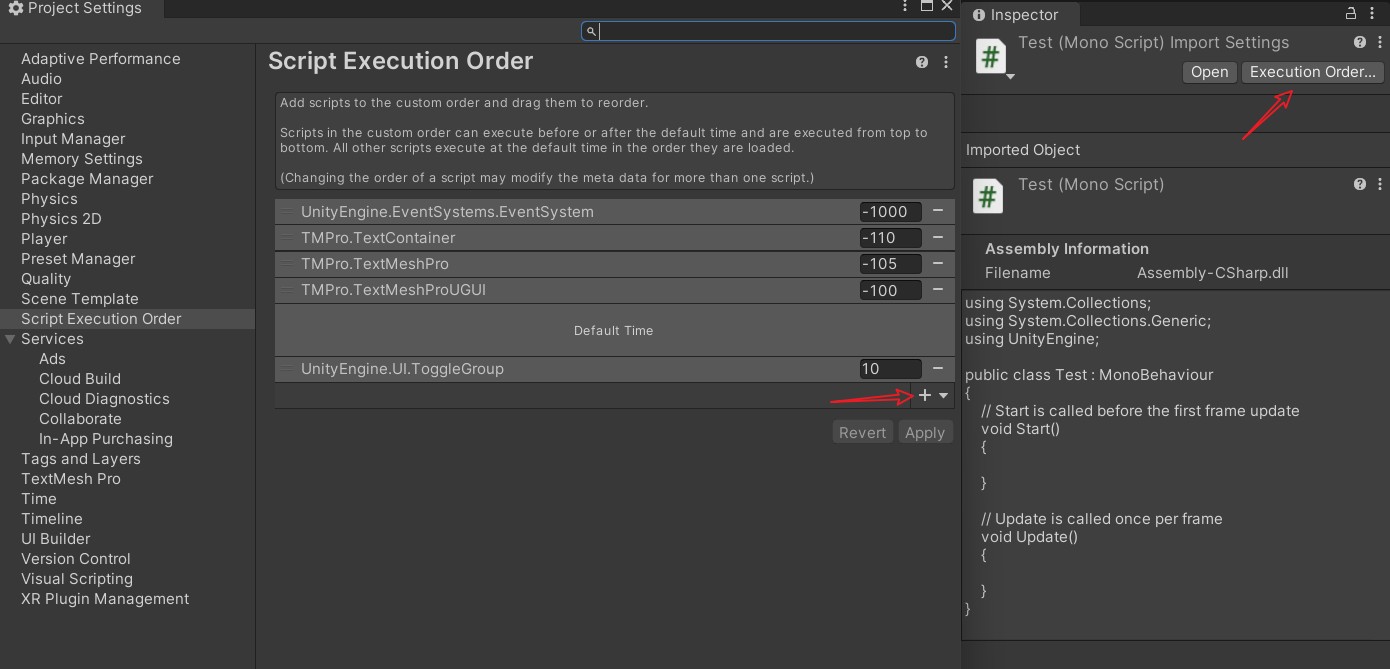 Project Settings
Adaptive Performance
Audio
Editor
Graphics
Input Manager
Memory Settings
Package Manager
Physics
Physics 2D
Player
Preset Manager
Quality
Scene Template
Script Execution Order
Services
Ads
Cloud Build
Cloud Diagnostics
Collaborate
In-App Purchasing
Tags and Layers
TextMesh Pro
Time
Timeline
UI Builder
Version Control
Visual Scripting
XR Plugin Management
Script Execution Order
Add scripts to the custom order and drag them to reorder.
Scripts in the custom order can execute before or after the default time and are executed from top to
bottom. All other scripts execute at the default time in the order they are loaded.
(Changing the order of a script may modify the meta data for more than one script.)
UnityEngine.EventSystems.EventSystem -1000
TMPro.TextContainer -110
TMPro.TextMeshPro -105
TMPro.TextMeshProUGUI -100
Default Time
UnityEngine.UI.ToggleGroup 10
Revert Apply
Inspector
Test (Mono Script) Import Settings
Open Execution Order...
Imported Object
Test (Mono Script)
Assembly Information
Filename Assembly-CSharp.dll
using System.Collections;
using System.Collections.Generic;
using UnityEngine;
public class Test : MonoBehaviour
{
// Start is called before the first frame update
void Start()
{
}
// Update is called once per frame
void Update()
{
}
}